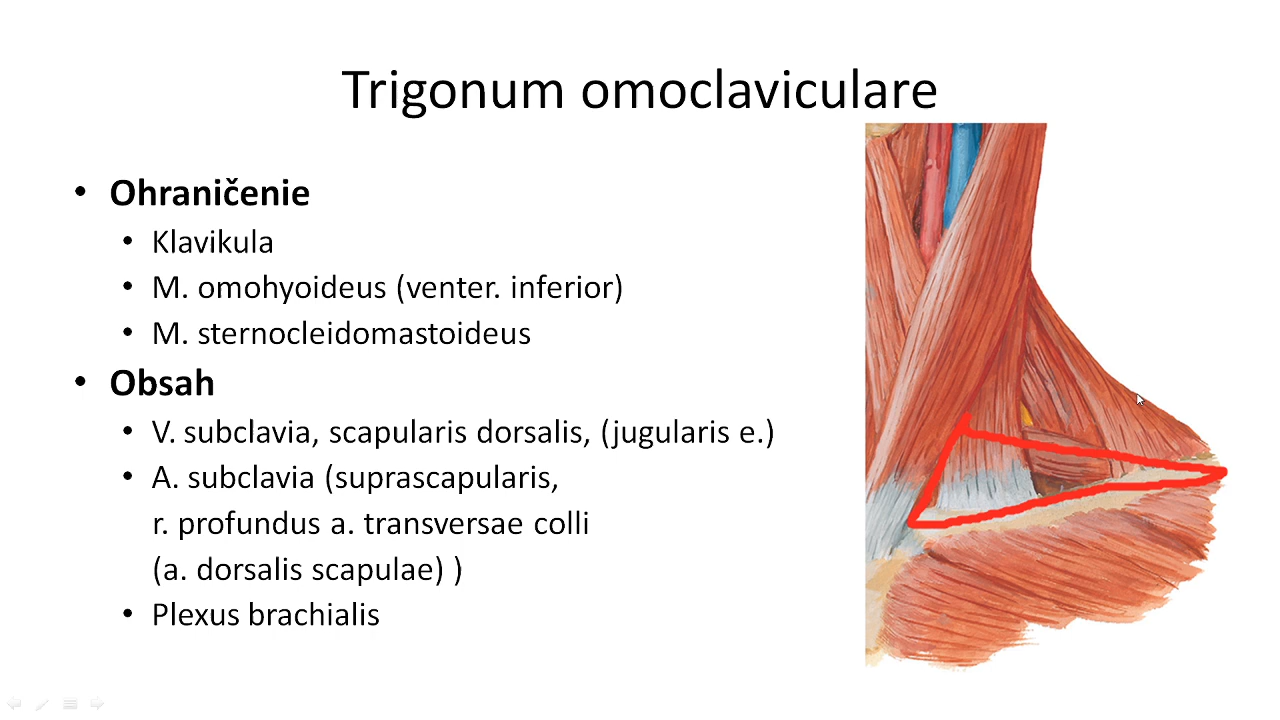 Trigonum omoclaviculare
• Ohraničenie
• Klavikula
• M. omohyoideus (venter. inferior)
• M. sternocleidomastoideus
• Obsah
• V. subclavia, scapularis dorsalis, (jugularis e.)
• A. subclavia (suprascapularis,
r. profundus a. transversae colli
(a. dorsalis scapulae) )
• Plexus brachialis